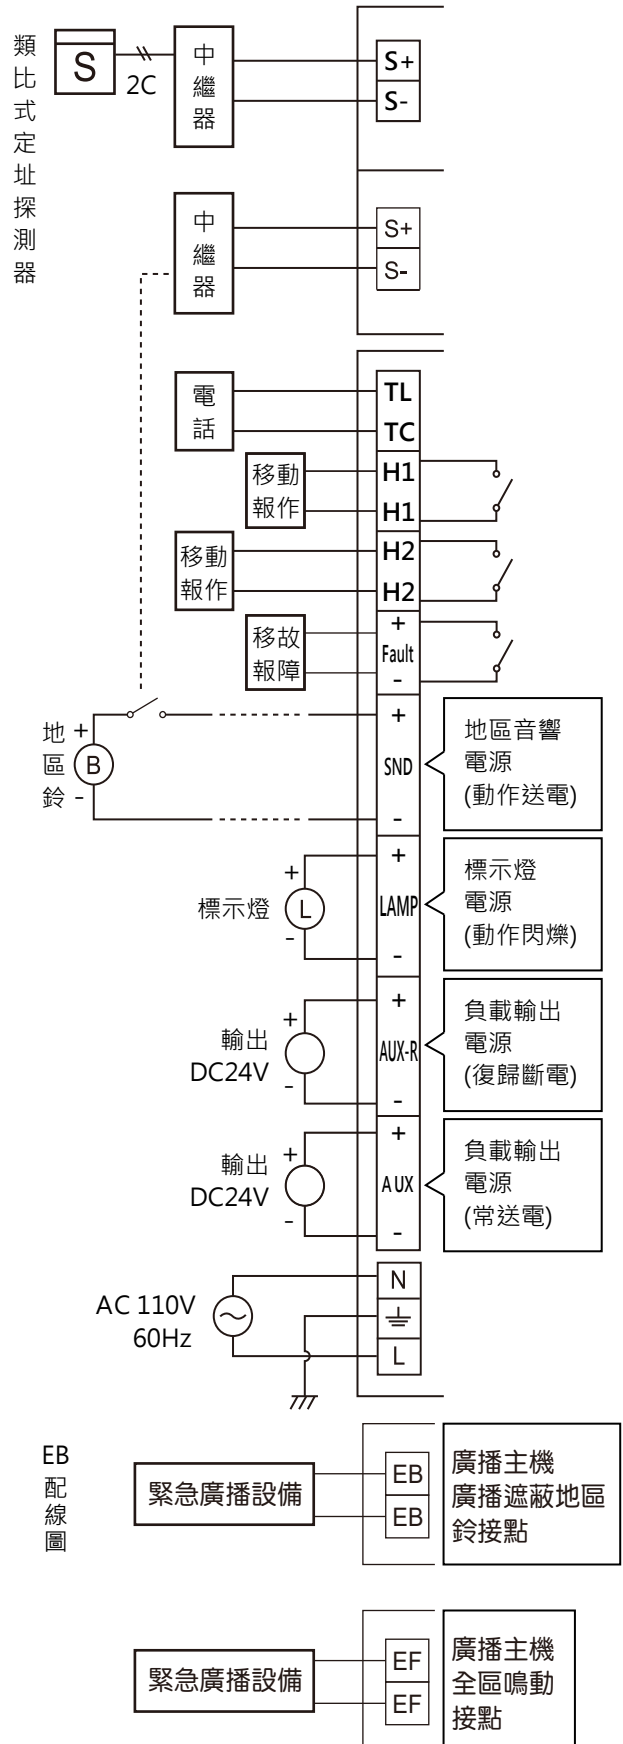 類比式定址探測器
S
2C
中繼器
S+
S-
中繼器
S+
S-
電話
TL
TC
移動
報作
H1
H1
移動
報作
H2
H2
移故
報障
+
Fault
-
地區鈴
+
B
-
+
SND
-
地區音響
電源
(動作送電)
標示燈
+
L
-
+
LAMP
-
標示燈
電源
(動作閃爍)
輸出
DC24V
+
-
+
AUX-R
-
負載輸出
電源
(復歸斷電)
輸出
DC24V
+
-
+
AUX
-
負載輸出
電源
(常送電)
AC 110V
60Hz
N
L
EB配線圖
緊急廣播設備
EB
EB
廣播主機
廣播遮蔽地區
鈴接點
緊急廣播設備
EF
EF
廣播主機
全區鳴動
接點